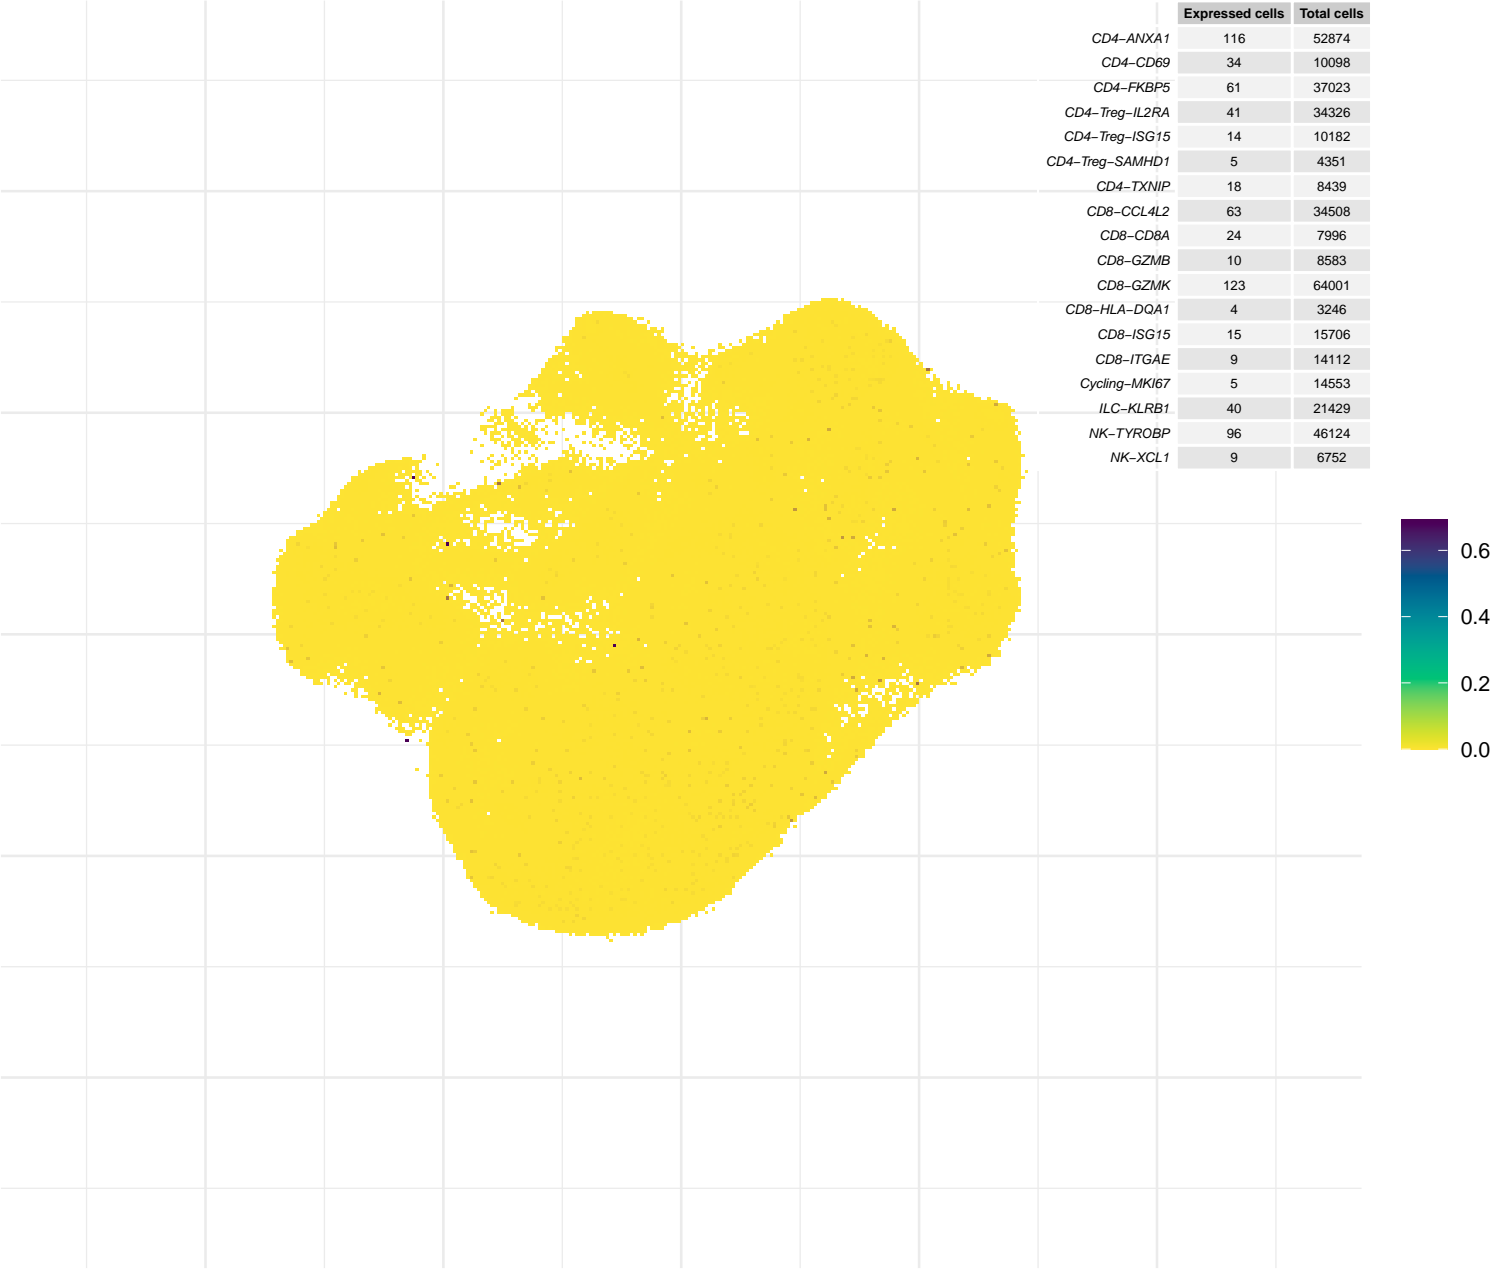 Expressed cells Total cells
CD4−ANXA1 116 52874
CD4−CD69 34 10098
CD4−FKBP5 61 37023
CD4−Treg−IL2RA 41 34326
CD4−Treg−ISG15 14 10182
CD4−Treg−SAMHD1 5 4351
CD4−TXNIP 18 8439
CD8−CCL4L2 63 34508
CD8−CD8A 24 7996
CD8−GZMB 10 8583
CD8−GZMK 123 64001
CD8−HLA−DQA1 4 3246
CD8−ISG15 15 15706
CD8−ITGAE 9 14112
Cycling−MKI67 5 14553
ILC−KLRB1 40 21429
NK−TYROBP 96 46124
NK−XCL1 9 6752
0.6
0.4
0.2
0.0